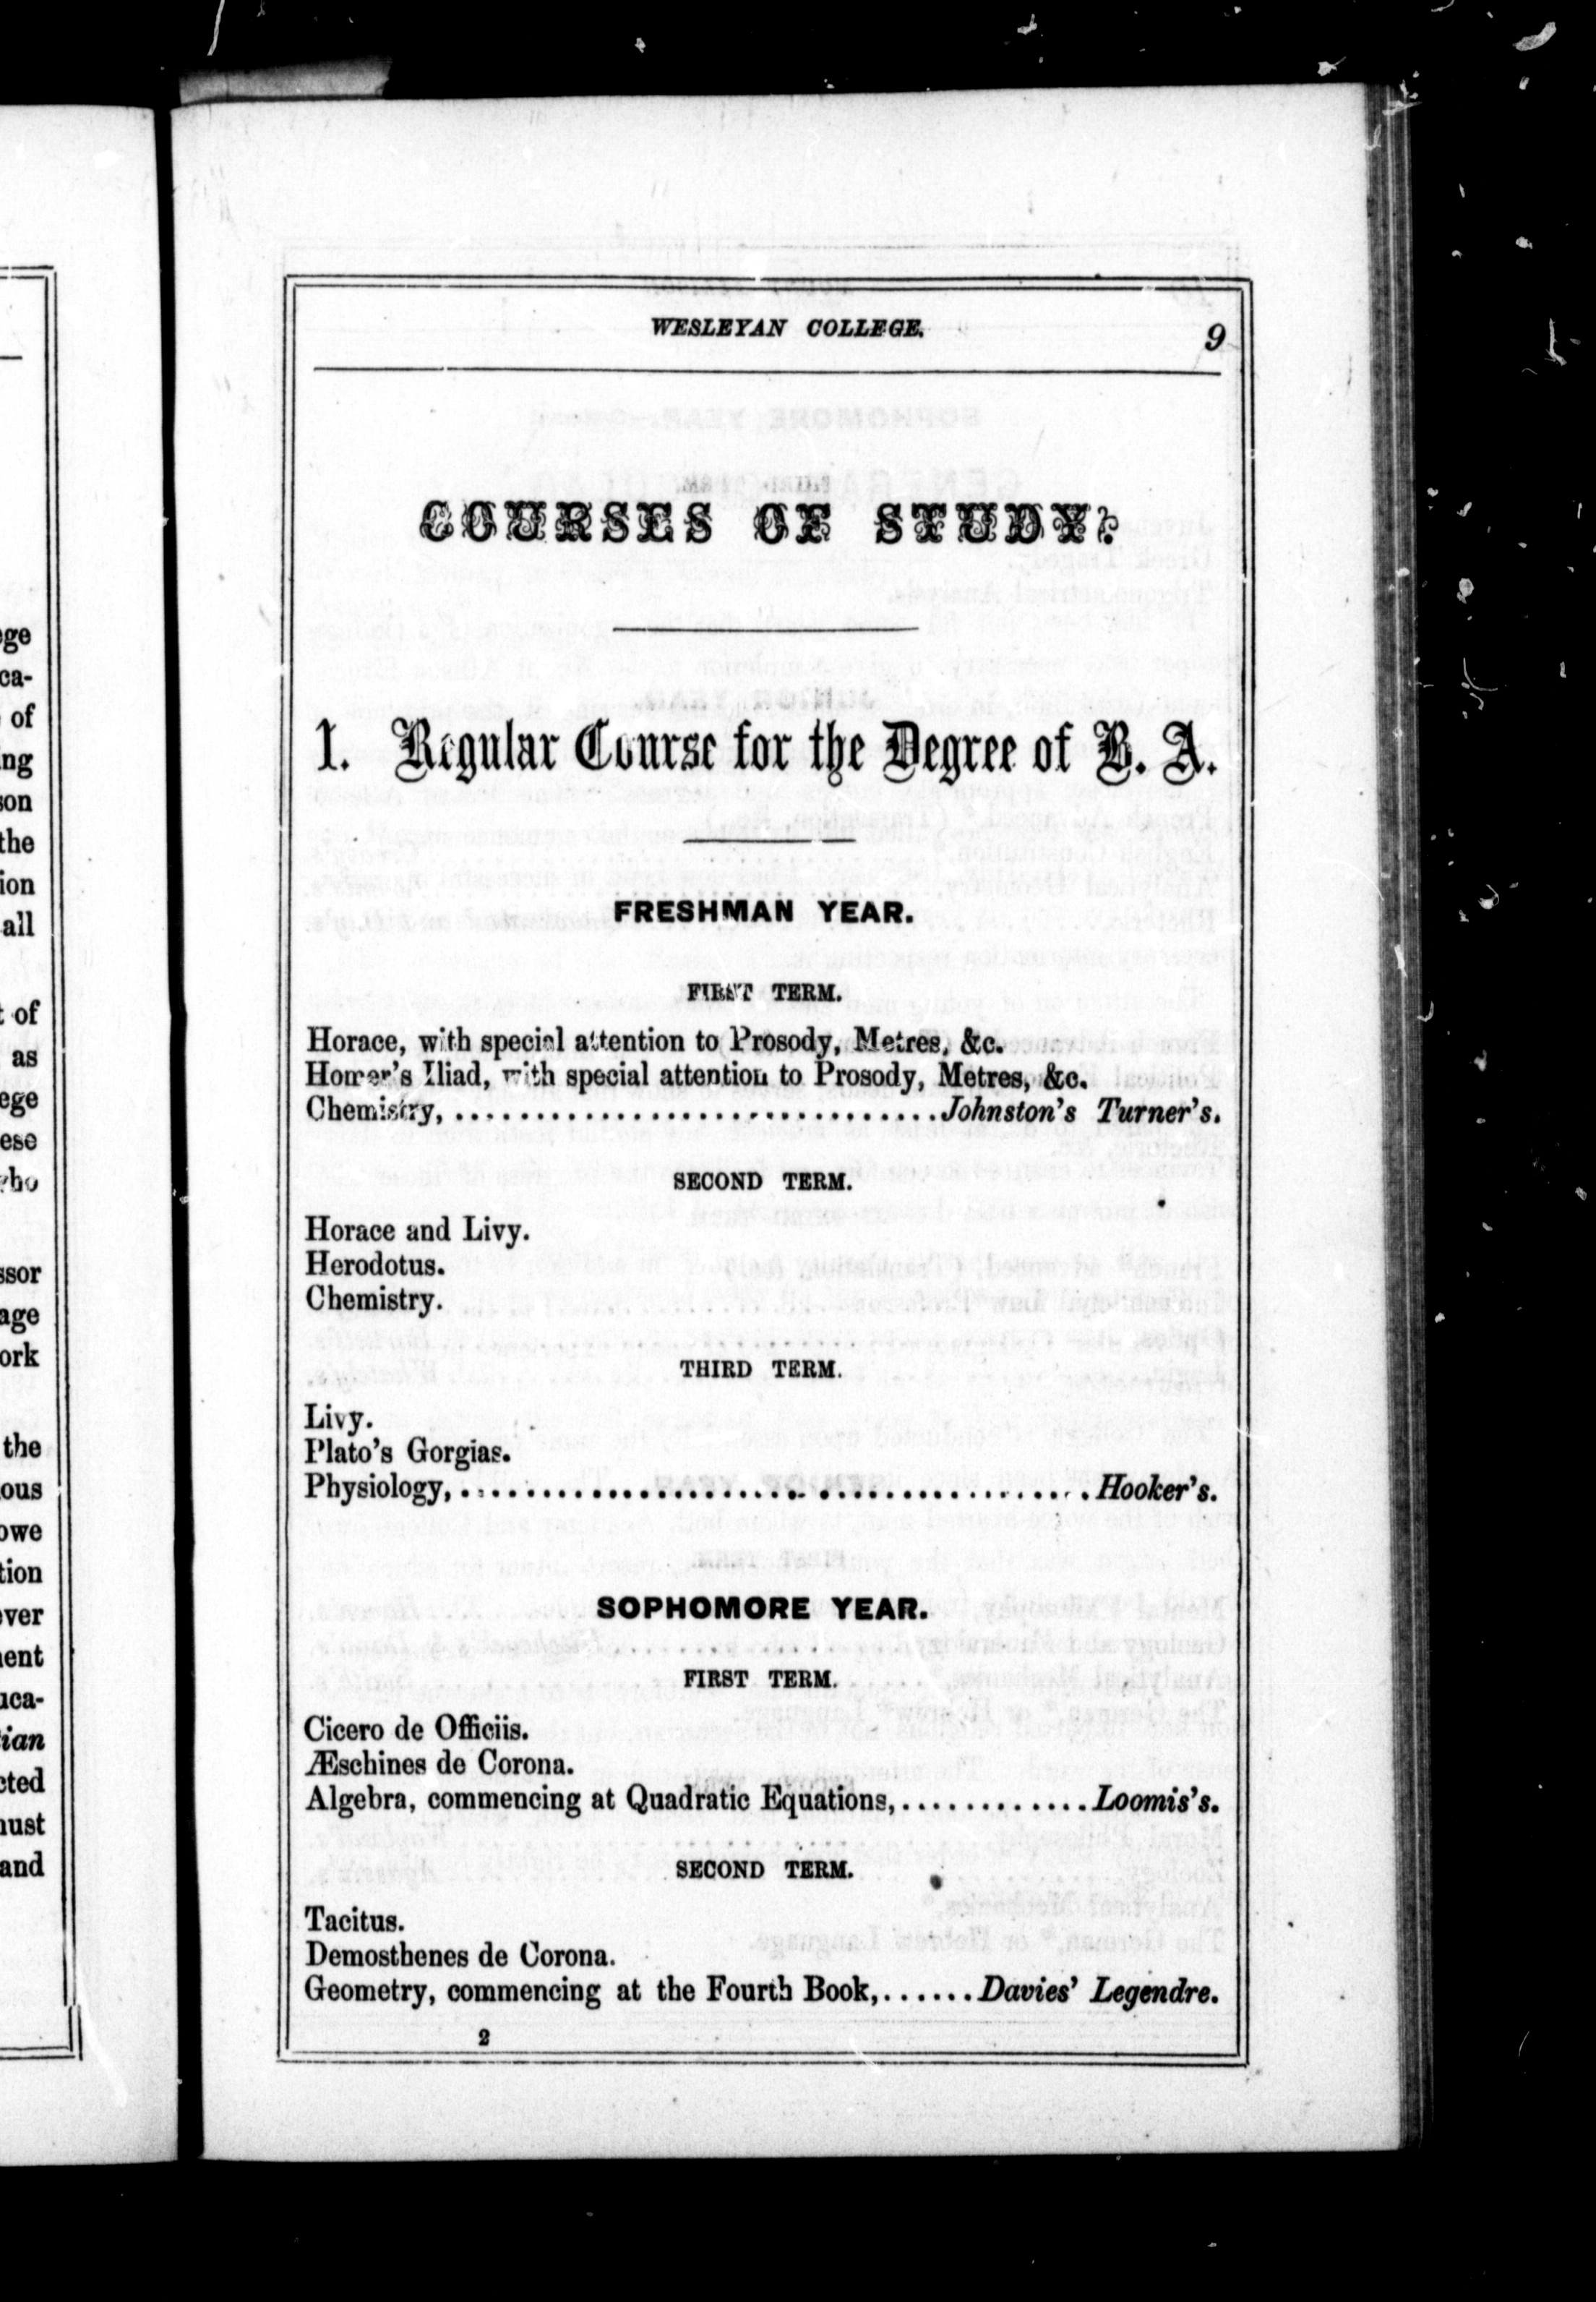 WESLEYAN COLLEGE.
9
COURSES OF STUDY.
1. Regular Course for the Degree of B. A.
FRESHMAN YEAR.
FIRST TERM.
Horace, with special attention to Prosody, Metres, &c.
Homer's Iliad, with special attention to Prosody, Metres, &c.
Chemistry,..............................Johnston's Turner's.
SECOND TERM.
Horace and Livy.
Herodotus.
Chemistry.
THIRD TERM.
Livy.
Plato's Gorgias.
Physiology,.......................................Hooker's.
SOPHOMORE YEAR.
FIRST TERM.
Cicero de Officiis.
Æschines de Corona.
Algebra, commencing at Quadratic Equations,............Loomis's.
SECOND TERM.
Tacitus.
Demosthenes de Corona.
Geometry, commencing at the Fourth Book,......Davies' Legendre.
2